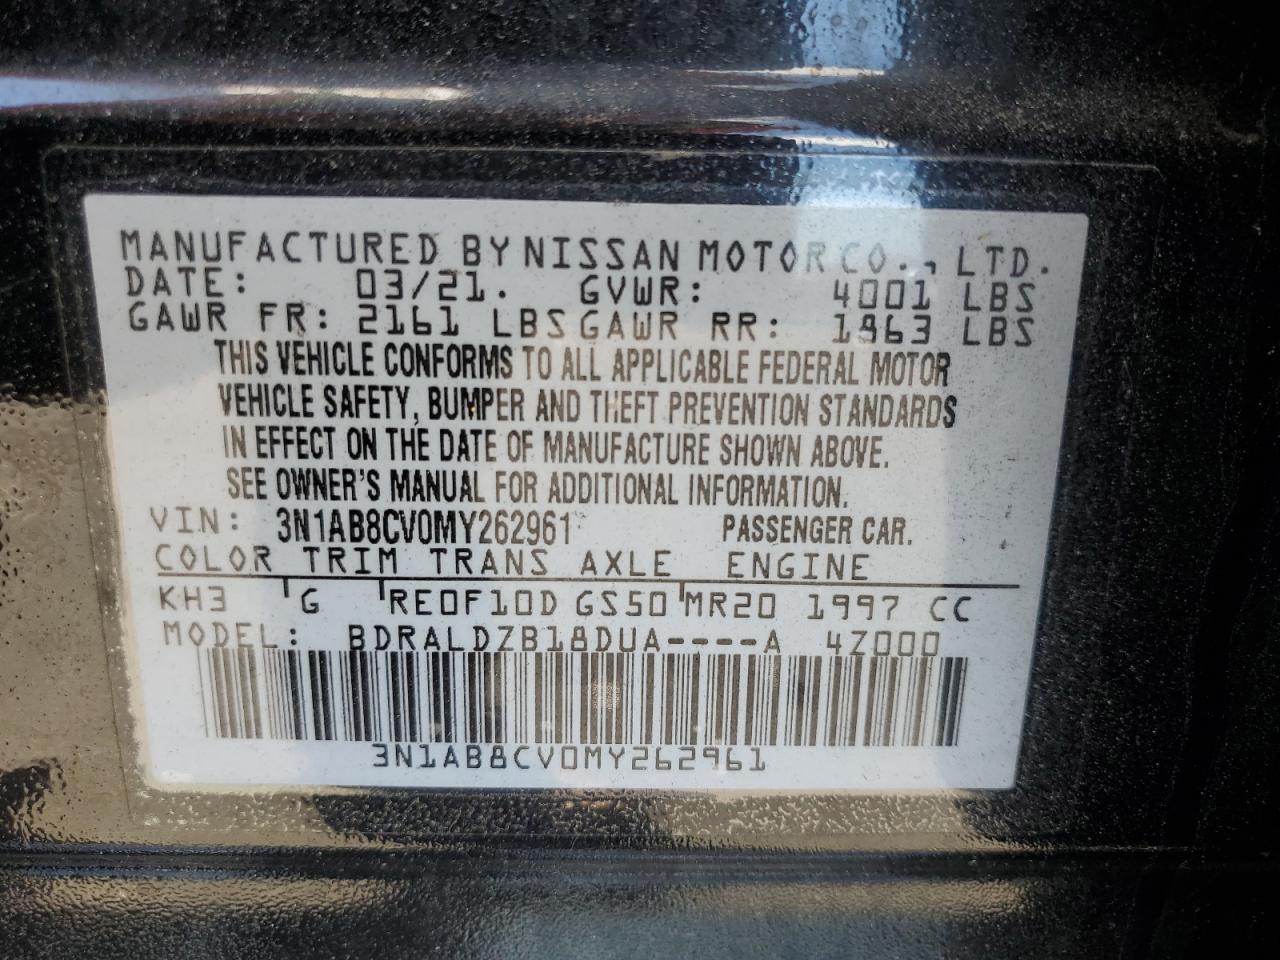 MANUFACTURED BY NISSAN MOTOR CO., LTD.
DATE: 03/21. GVWR: 4001 LBS
GAWR FR: 2161 LBS GAWR RR: 1863 LBS
THIS VEHICLE CONFORMS TO ALL APPLICABLE FEDERAL MOTOR
VEHICLE SAFETY, BUMPER AND THEFT PREVENTION STANDARDS
IN EFFECT ON THE DATE OF MANUFACTURE SHOWN ABOVE.
SEE OWNER'S MANUAL FOR ADDITIONAL INFORMATION.
VIN: 3N1AB8CV0MY262961 PASSENGER CAR.
COLOR TRIM TRANS AXLE ENGINE
KH3 G RE0F10D GS50 MR20 1997 CC
MODEL: BDRALDZB18DUA----A 4Z000
3N1AB8CV0MY262961